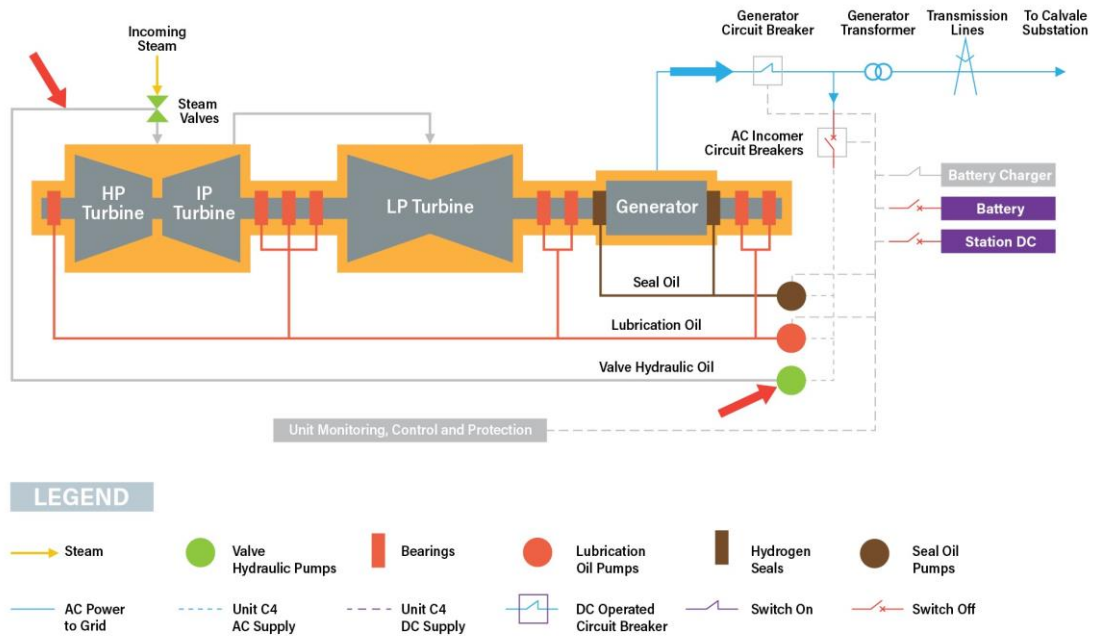 Incoming
Steam
Steam
Valves
Generator
Circuit Breaker
Generator
Transformer
Transmission
Lines
To Calvale
Substation
AC Incomer
Circuit Breakers
Battery Charger
Battery
Station DC
HP
Turbine
IP
Turbine
LP Turbine
Generator
Seal Oil
Lubrication Oil
Valve Hydraulic Oil
Unit Monitoring, Control and Protection
LEGEND
Steam
Valve
Hydraulic Pumps
Bearings
Lubrication
Oil Pumps
Hydrogen
Seals
Seal Oil
Pumps
AC Power
to Grid
Unit C4
AC Supply
Unit C4
DC Supply
DC Operated
Circuit Breaker
Switch On
Switch Off